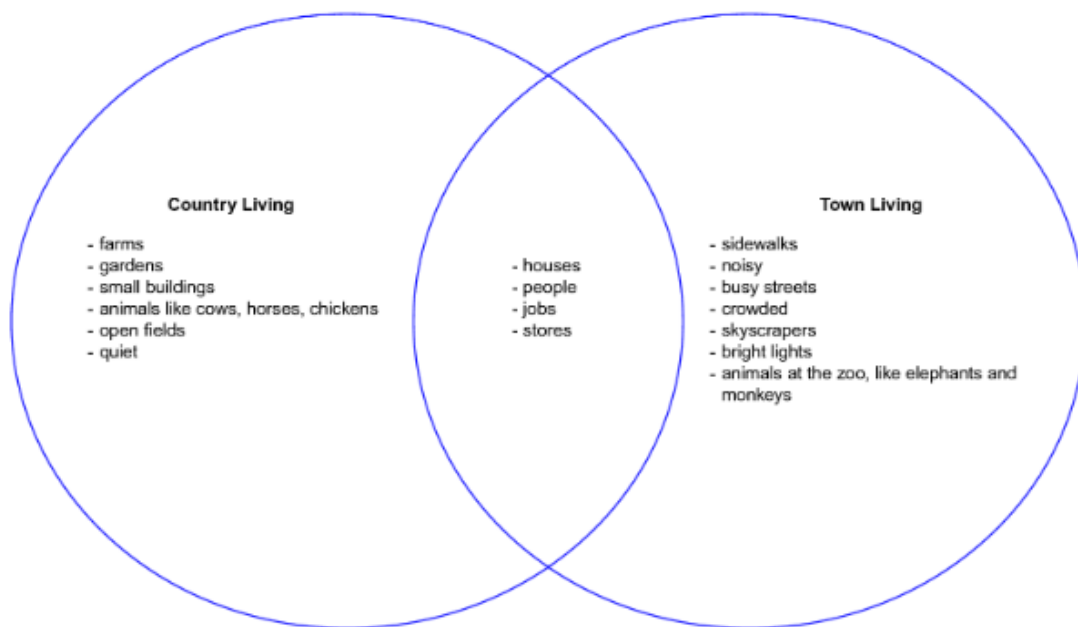 Country Living
- farms
- gardens
- small buildings
- animals like cows, horses, chickens
- open fields
- quiet
- houses
- people
- jobs
- stores
Town Living
- sidewalks
- noisy
- busy streets
- crowded
- skyscrapers
- bright lights
- animals at the zoo, like elephants and
monkeys